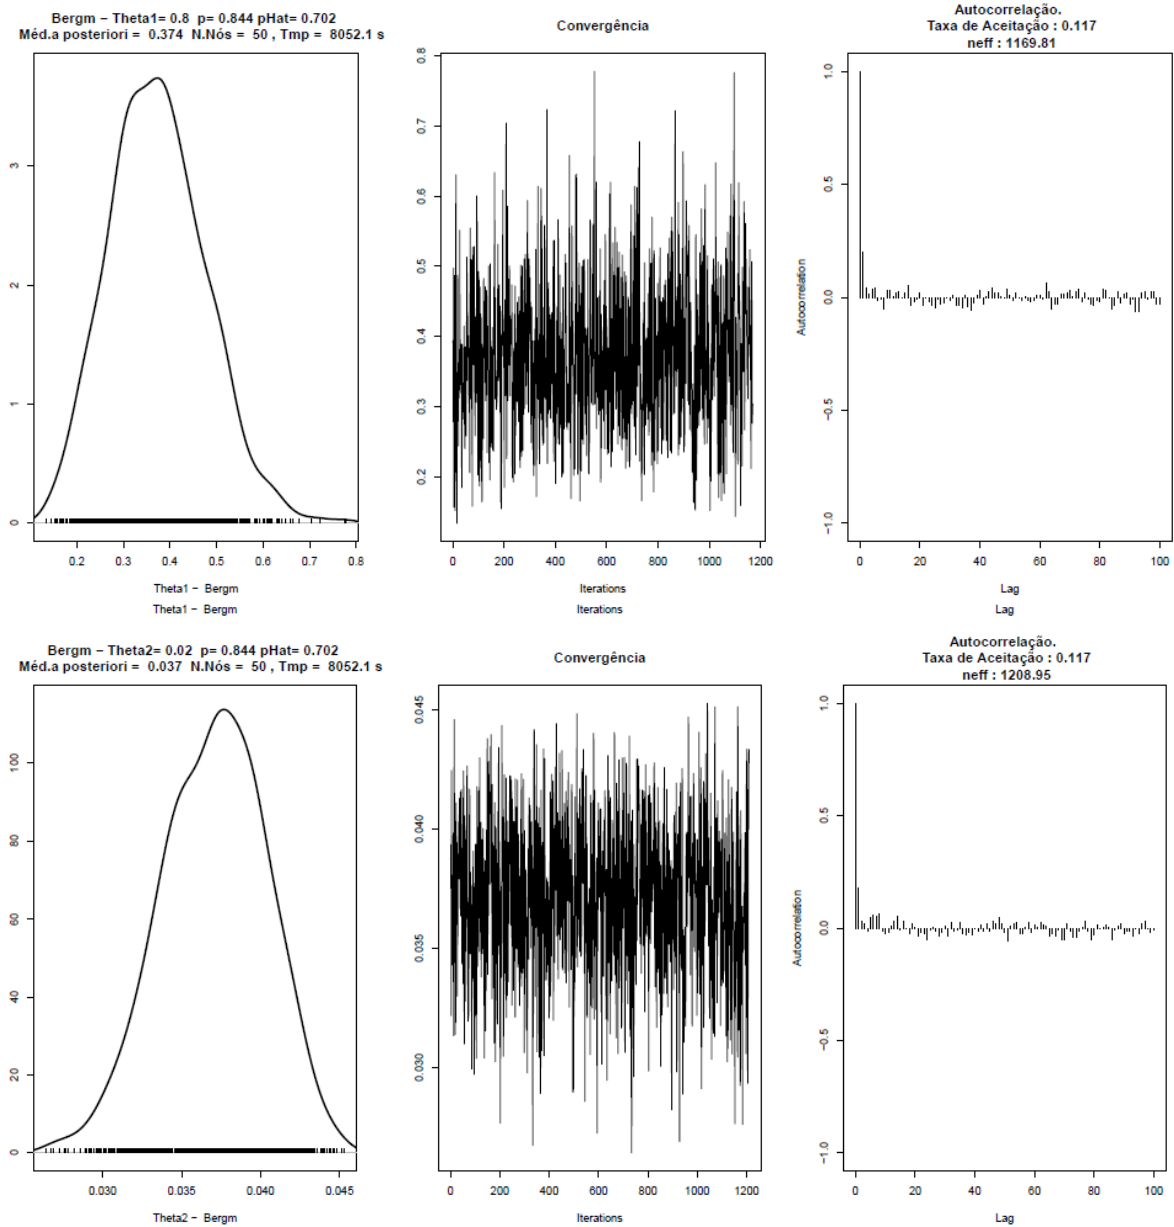 Bergm – Theta1= 0.8 p= 0.844 pHat= 0.702
Méd.a posteriori = 0.374 N.Nós = 50 , Tmp = 8052.1 s
0
1
2
3
0.2
0.3
0.4
0.5
0.6
0.7
0.8
Theta1 – Bergm
Theta1 – Bergm
Convergência
0.2
0.3
0.4
0.5
0.6
0.7
0.8
0
200
400
600
800
1000
1200
Iterations
Iterations
Autocorrelação.
Taxa de Aceitação : 0.117
neff : 1169.81
Autocorrelation
−1.0
−0.5
0.0
0.5
1.0
0
20
40
60
80
100
Lag
Lag
Bergm – Theta2= 0.02 p= 0.844 pHat= 0.702
Méd.a posteriori = 0.037 N.Nós = 50 , Tmp = 8052.1 s
0
20
40
60
80
100
0.030
0.035
0.040
0.045
Theta2 – Bergm
Convergência
0.030
0.035
0.040
0.045
0
200
400
600
800
1000
1200
Iterations
Autocorrelação.
Taxa de Aceitação : 0.117
neff : 1208.95
Autocorrelation
−1.0
−0.5
0.0
0.5
1.0
0
20
40
60
80
100
Lag